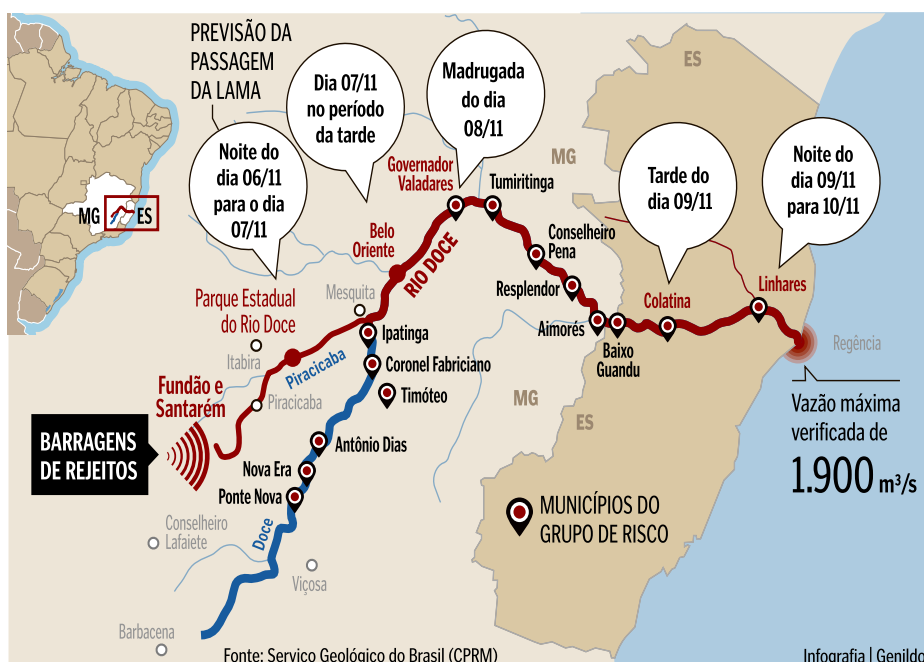 PREVISÃO DA
PASSAGEM
DA LAMA
Noite do
dia 06/11
para o dia
07/11
Dia 07/11
no período
da tarde
Madrugada
do dia
08/11
Tarde do
dia 09/11
Noite do
dia 09/11
para 10/11
MG
ES
MG
ES
MG
ES
Governador
Valadares
Tumiritinga
Belo
Oriente
RIO DOCE
Conselheiro
Pena
Resplendor
Aimorés
Baixo
Guandu
Colatina
Linhares
Regência
Parque Estadual
do Rio Doce
Mesquita
Itabira
Piracicaba
Ipatinga
Coronel Fabriciano
Timóteo
Fundão e
Santarém
Piracicaba
BARRAGENS
DE REJEITOS
Antônio Dias
Nova Era
Ponte Nova
Conselheiro
Lafaiete
Doce
Viçosa
Barbacena
Vazão máxima
verificada de
1.900 m³/s
MUNICÍPIOS DO
GRUPO DE RISCO
Fonte: Serviço Geológico do Brasil (CPRM)
Infografia | Genildo